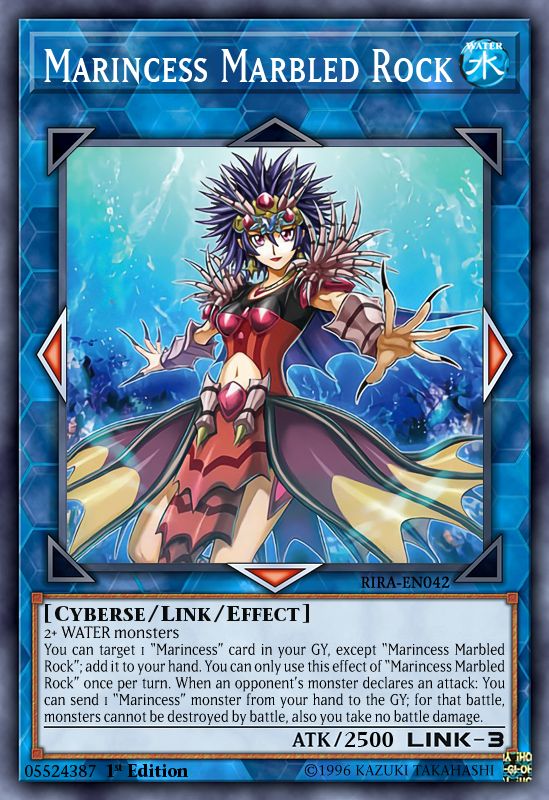 MARINCESS MARBLED ROCK
WATER
水
RIRA-EN042
[CYBERSE/LINK/EFFECT]
2+ WATER monsters
You can target 1 “Marincess” card in your GY, except “Marincess Marbled
Rock”; add it to your hand. You can only use this effect of “Marincess Marbled
Rock” once per turn. When an opponent’s monster declares an attack: You
can send 1 “Marincess” monster from your hand to the GY; for that battle,
monsters cannot be destroyed by battle, also you take no battle damage.
ATK/2500 LINK-3
05524387 1st Edition ©1996 KAZUKI TAKAHASHI